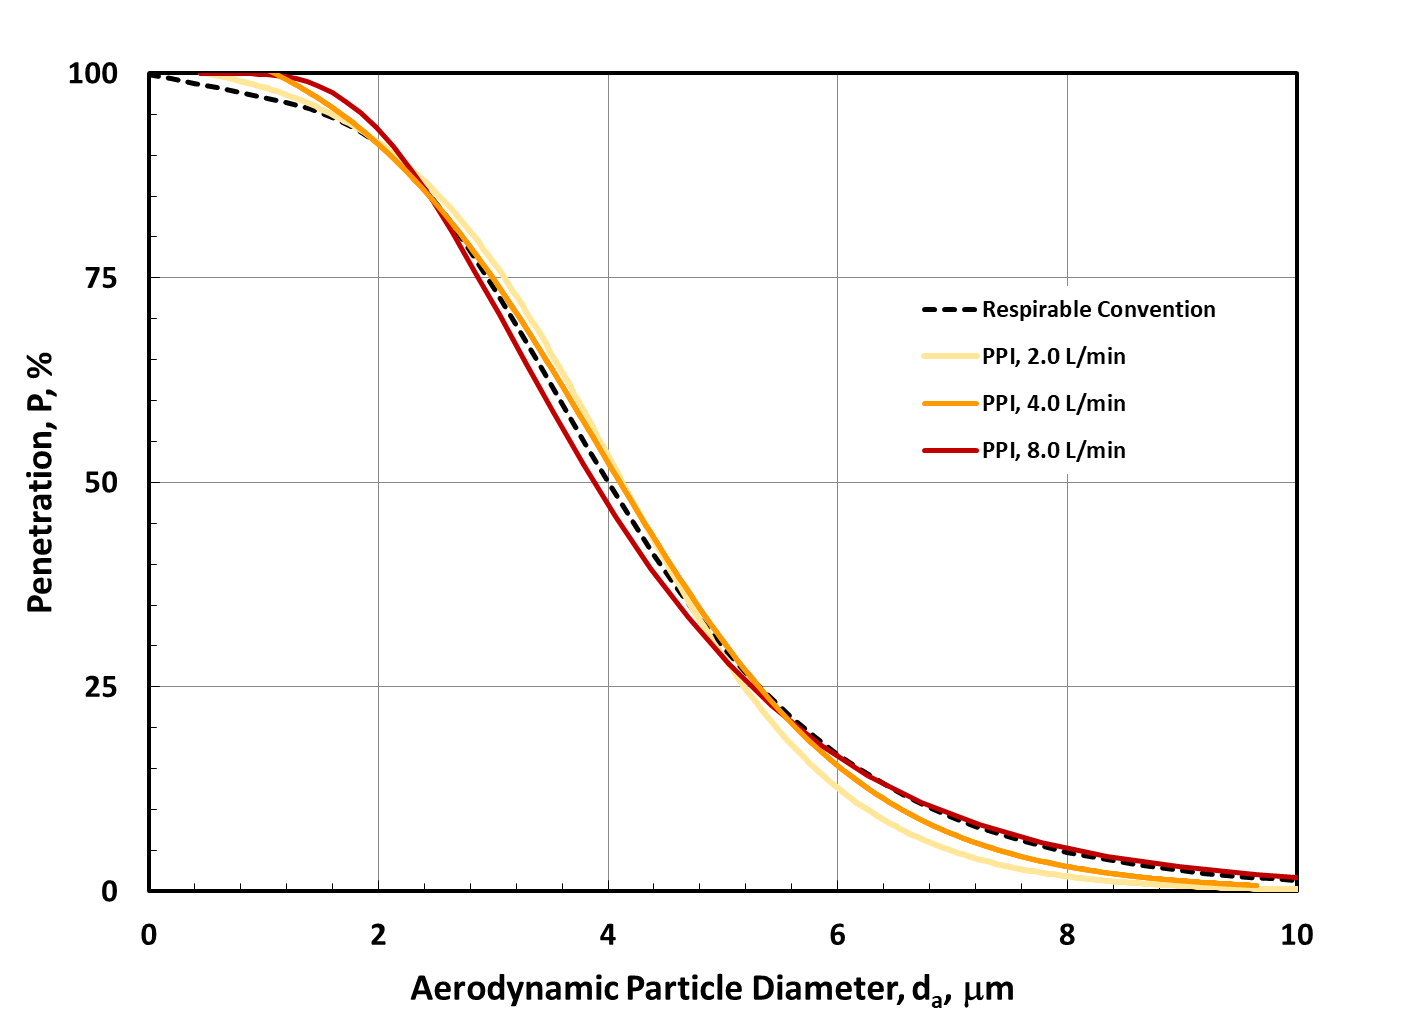 100
75
50
25
0
Penetration, P, %
Respirable Convention
PPI, 2.0 L/min
PPI, 4.0 L/min
PPI, 8.0 L/min
0 2 4 6 8 10
Aerodynamic Particle Diameter, da, μm